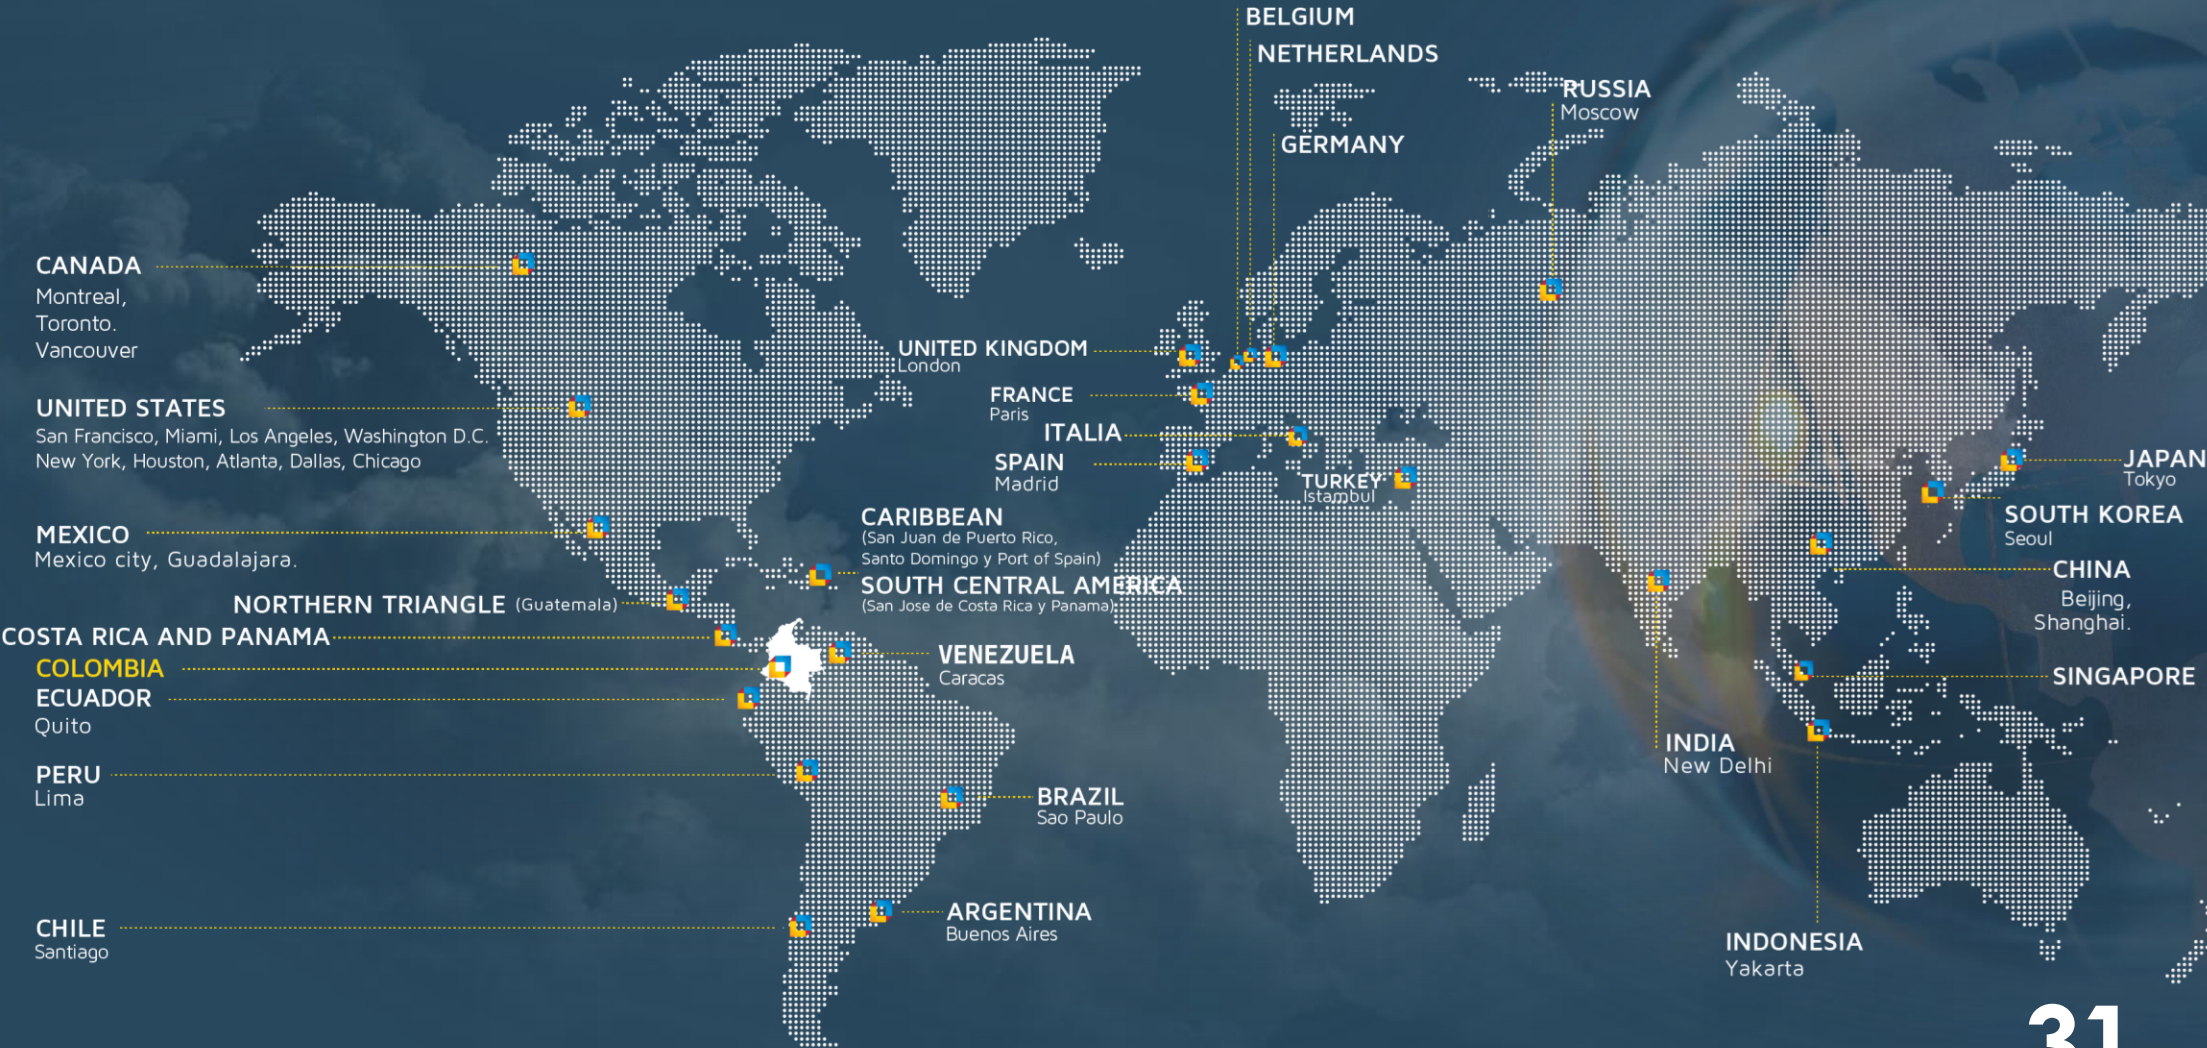 BELGIUM
NETHERLANDS
RUSSIA
Moscow
GERMANY
CANADA
Montreal,
Toronto.
Vancouver
UNITED KINGDOM
London
FRANCE
Paris
UNITED STATES
San Francisco, Miami, Los Angeles, Washington D.C.
New York, Houston, Atlanta, Dallas, Chicago
ITALIA
SPAIN
Madrid
TURKEY
Istambul
JAPAN
Tokyo
SOUTH KOREA
Seoul
MEXICO
Mexico city, Guadalajara.
CARIBBEAN
(San Juan de Puerto Rico,
Santo Domingo y Port of Spain)
SOUTH CENTRAL AMERICA
(San Jose de Costa Rica y Panama)
CHINA
Beijing,
Shanghai.
NORTHERN TRIANGLE (Guatemala)
COSTA RICA AND PANAMA
COLOMBIA
VENEZUELA
Caracas
SINGAPORE
ECUADOR
Quito
INDIA
New Delhi
PERU
Lima
BRAZIL
Sao Paulo
ARGENTINA
Buenos Aires
CHILE
Santiago
INDONESIA
Yakarta
31